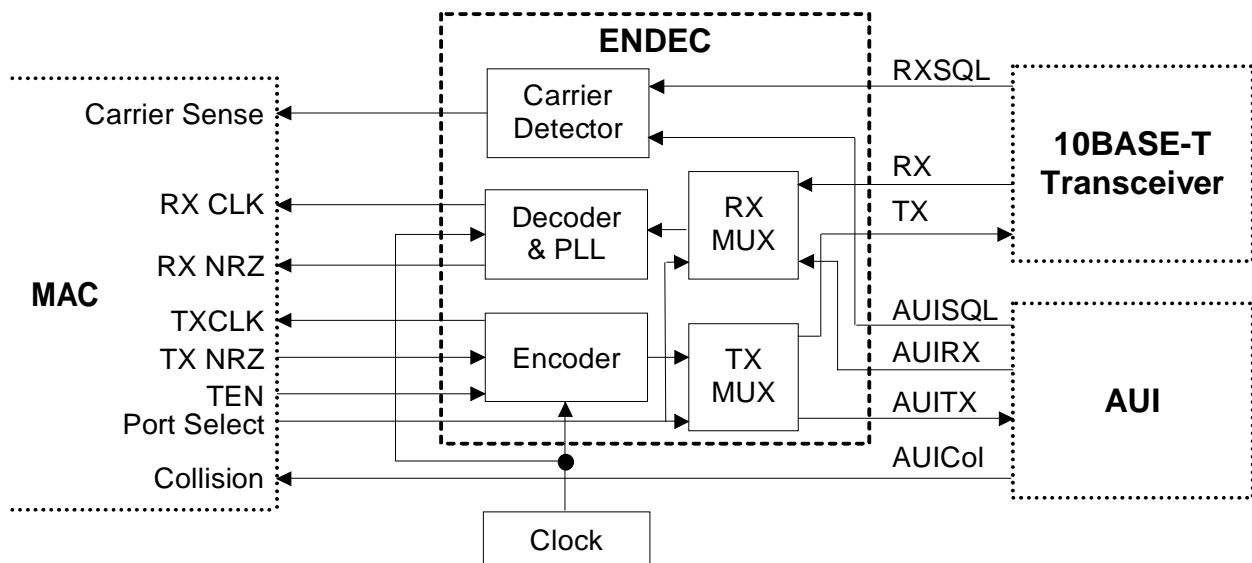 ENDEC
RXSQL
Carrier Sense
Carrier
Detector
10BASE-T
Transceiver
RX
RX CLK
Decoder
& PLL
RX
MUX
TX
RX NRZ
MAC
TXCLK
AUISQL
TX NRZ
Encoder
TX
MUX
AUIRX
TEN
AUITX
AUI
Port Select
AUICol
Collision
Clock